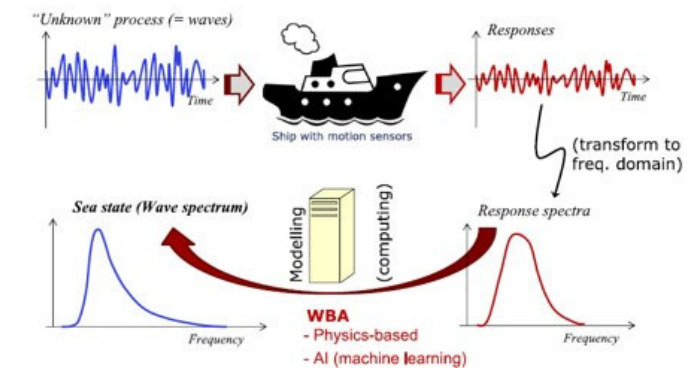 “Unknown” process (= waves)
Time
Ship with motion sensors
Responses
Time
(transform to
freq. domain)
Sea state (Wave spectrum)
Frequency
Modelling
(computing)
Response spectra
Frequency
WBA
- Physics-based
- AI (machine learning)